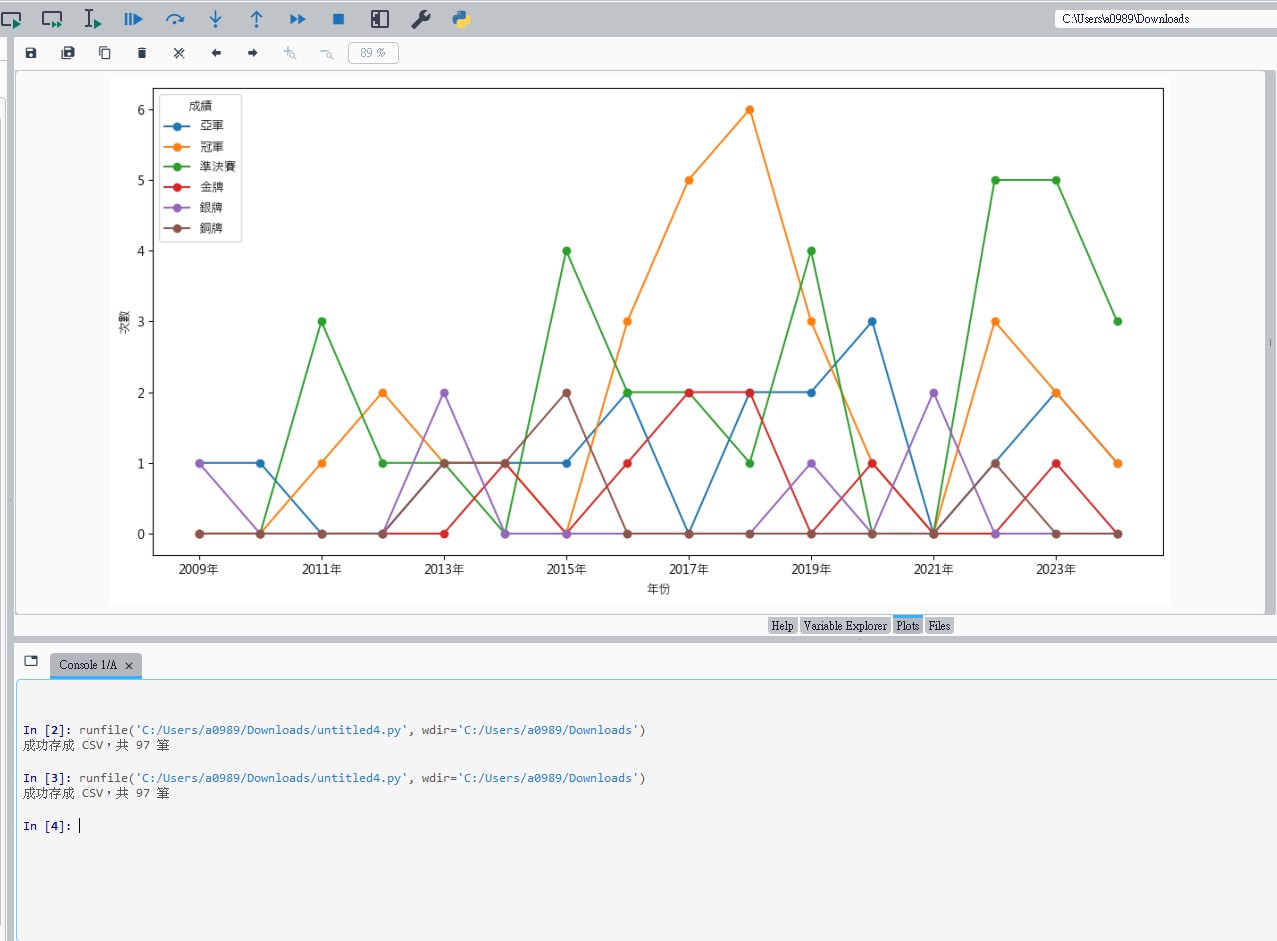 C:\Users\a0989\Downloads
89 %
成績
亞軍
冠軍
準決賽
金牌
銀牌
銅牌
6
5
4
3
2
1
0
次數
2009年 2011年 2013年 2015年 2017年 2019年 2021年 2023年
年份
Help Variable Explorer Plots Files
Console 1/A
In [2]: runfile('C:/Users/a0989/Downloads/untitled4.py', wdir='C:/Users/a0989/Downloads')
成功存成 CSV，共 97 筆
In [3]: runfile('C:/Users/a0989/Downloads/untitled4.py', wdir='C:/Users/a0989/Downloads')
成功存成 CSV，共 97 筆
In [4]: